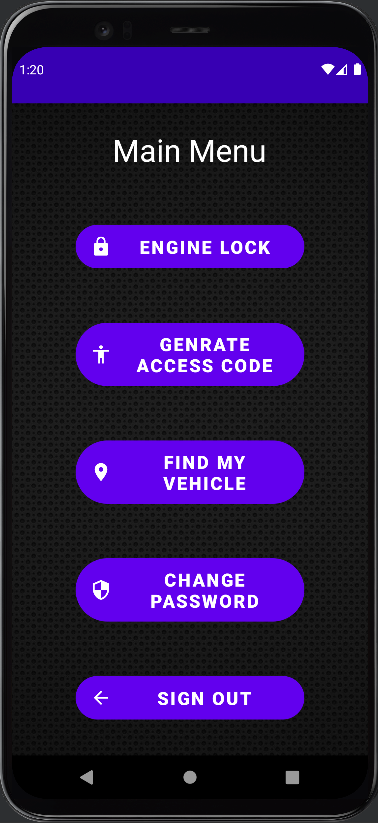 1:20
Main Menu
ENGINE LOCK
GENRATE
ACCESS CODE
FIND MY
VEHICLE
CHANGE
PASSWORD
SIGN OUT